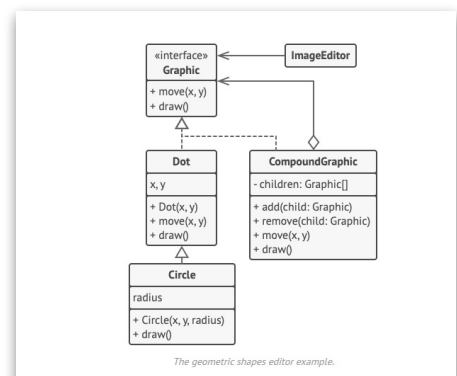 «interface»
Graphic
+ move(x, y)
+ draw()
ImageEditor
Dot
x, y
+ Dot(x, y)
+ move(x, y)
+ draw()
CompoundGraphic
- children: Graphic[]
+ add(child: Graphic)
+ remove(child: Graphic)
+ move(x, y)
+ draw()
Circle
radius
+ Circle(x, y, radius)
+ draw()
The geometric shapes editor example.